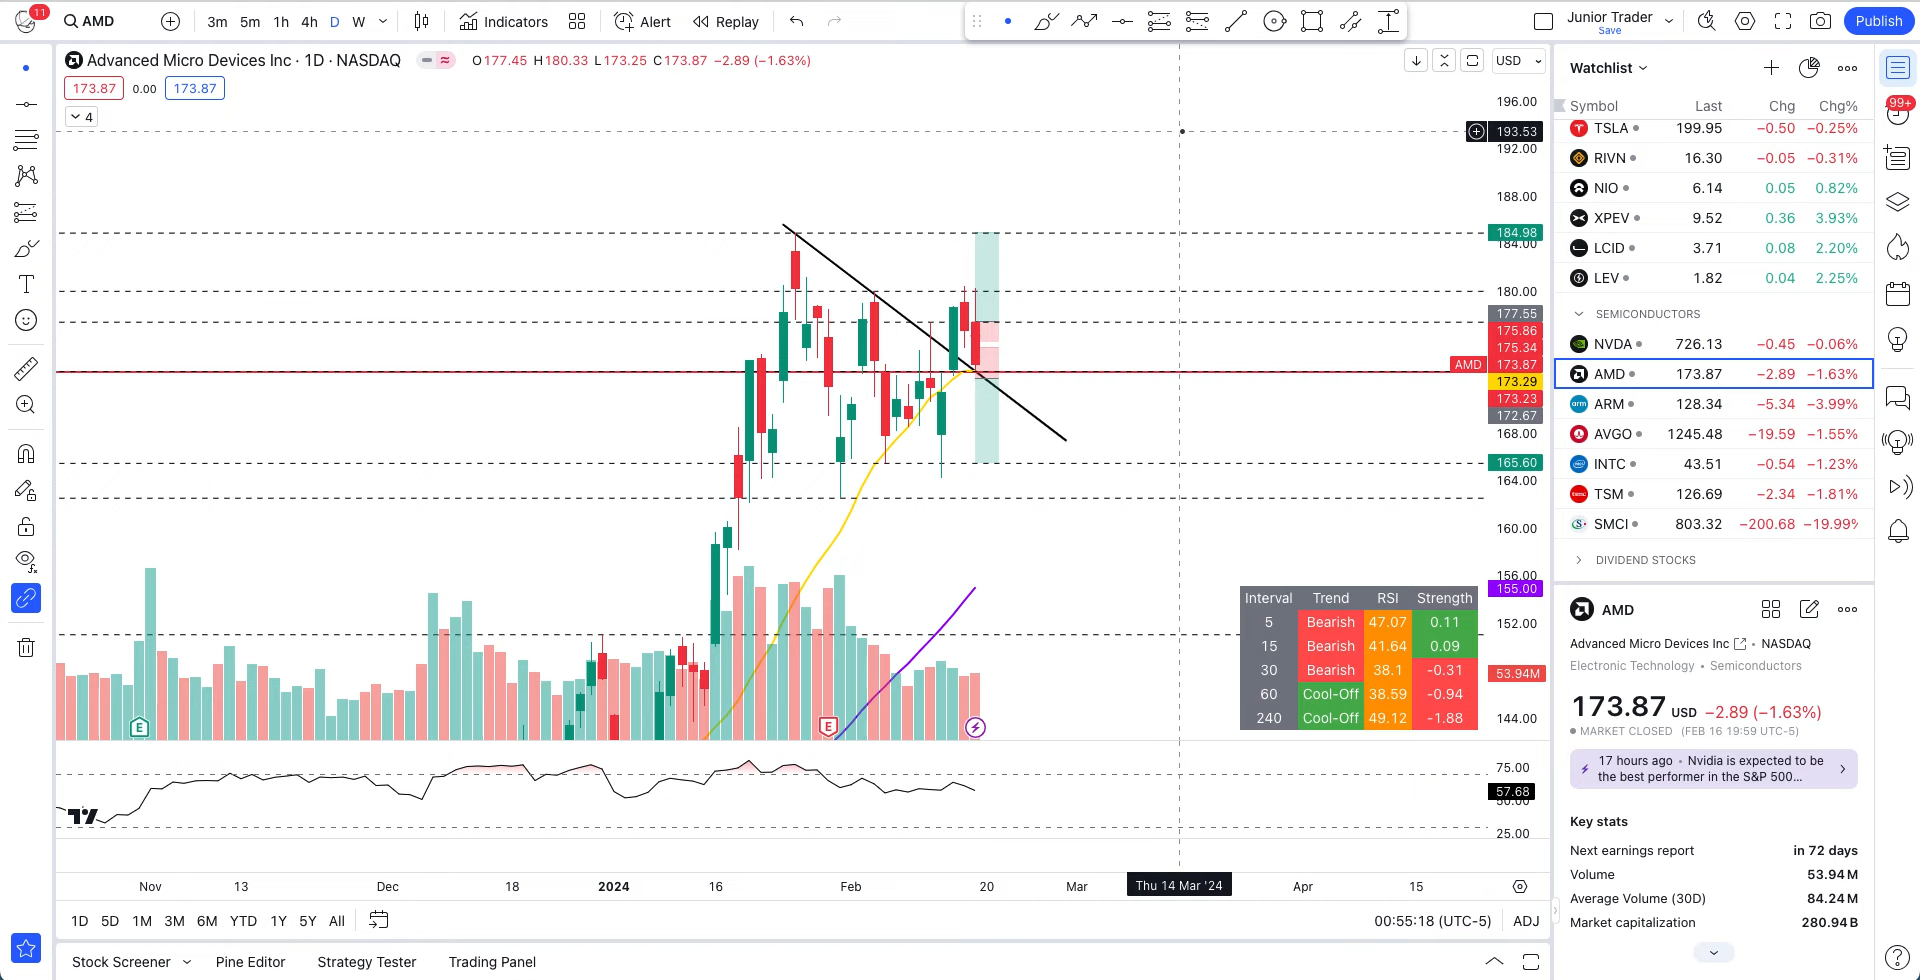 11
AMD
3m 5m 1h 4h D W
Indicators
Alert
Replay
Junior Trader
Save
Publish
Advanced Micro Devices Inc · 1D · NASDAQ
O177.45 H180.33 L173.25 C173.87 −2.89 (−1.63%)
USD
173.87 0.00 173.87
4
196.00
193.53
192.00
188.00
184.98
184.00
180.00
177.55
175.86
175.34
AMD 173.87
173.29
173.23
172.67
168.00
165.60
164.00
160.00
156.00
155.00
152.00
53.94M
144.00
Interval Trend RSI Strength
5 Bearish 47.07 0.11
15 Bearish 41.64 0.09
30 Bearish 38.1 -0.31
60 Cool-Off 38.59 -0.94
240 Cool-Off 49.12 -1.88
E
E
75.00
57.68
50.00
25.00
Nov 13 Dec 18 2024 16 Feb 20 Mar Thu 14 Mar '24 Apr 15
1D 5D 1M 3M 6M YTD 1Y 5Y All
00:55:18 (UTC-5) ADJ
Stock Screener Pine Editor Strategy Tester Trading Panel
Watchlist
Symbol Last Chg Chg%
TSLA 199.95 −0.50 −0.25%
RIVN 16.30 −0.05 −0.31%
NIO 6.14 0.05 0.82%
XPEV 9.52 0.36 3.93%
LCID 3.71 0.08 2.20%
LEV 1.82 0.04 2.25%
SEMICONDUCTORS
NVDA 726.13 −0.45 −0.06%
AMD 173.87 −2.89 −1.63%
ARM 128.34 −5.34 −3.99%
AVGO 1245.48 −19.59 −1.55%
INTC 43.51 −0.54 −1.23%
TSM 126.69 −2.34 −1.81%
SMCI 803.32 −200.68 −19.99%
DIVIDEND STOCKS
AMD
Advanced Micro Devices Inc • NASDAQ
Electronic Technology • Semiconductors
173.87 USD −2.89 (−1.63%)
MARKET CLOSED (FEB 16 19:59 UTC-5)
17 hours ago • Nvidia is expected to be
the best performer in the S&P 500...
Key stats
Next earnings report in 72 days
Volume 53.94M
Average Volume (30D) 84.24M
Market capitalization 280.94B
99+